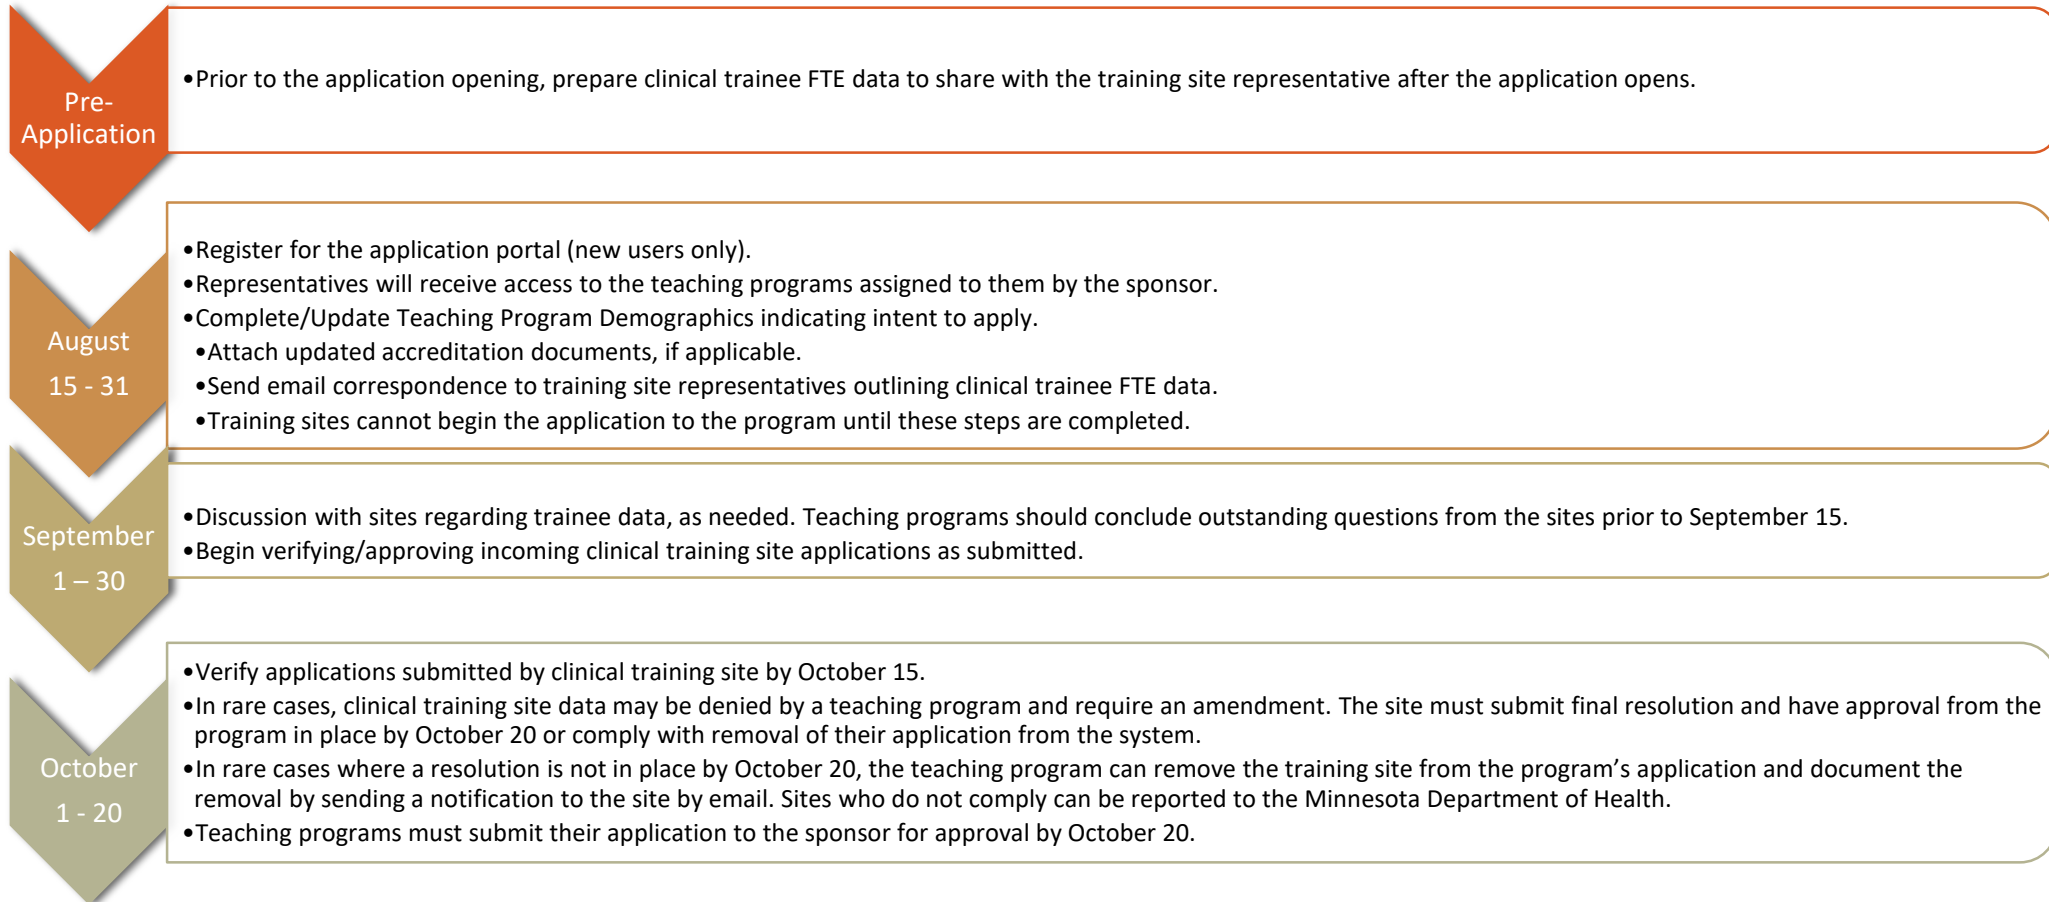 Pre-
Application
•Prior to the application opening, prepare clinical trainee FTE data to share with the training site representative after the application opens.
August
15 - 31
•Register for the application portal (new users only).
•Representatives will receive access to the teaching programs assigned to them by the sponsor.
•Complete/Update Teaching Program Demographics indicating intent to apply.
•Attach updated accreditation documents, if applicable.
•Send email correspondence to training site representatives outlining clinical trainee FTE data.
•Training sites cannot begin the application to the program until these steps are completed.
September
1 – 30
•Discussion with sites regarding trainee data, as needed. Teaching programs should conclude outstanding questions from the sites prior to September 15.
•Begin verifying/approving incoming clinical training site applications as submitted.
October
1 - 20
•Verify applications submitted by clinical training site by October 15.
•In rare cases, clinical training site data may be denied by a teaching program and require an amendment. The site must submit final resolution and have approval from the
program in place by October 20 or comply with removal of their application from the system.
•In rare cases where a resolution is not in place by October 20, the teaching program can remove the training site from the program’s application and document the
removal by sending a notification to the site by email. Sites who do not comply can be reported to the Minnesota Department of Health.
•Teaching programs must submit their application to the sponsor for approval by October 20.